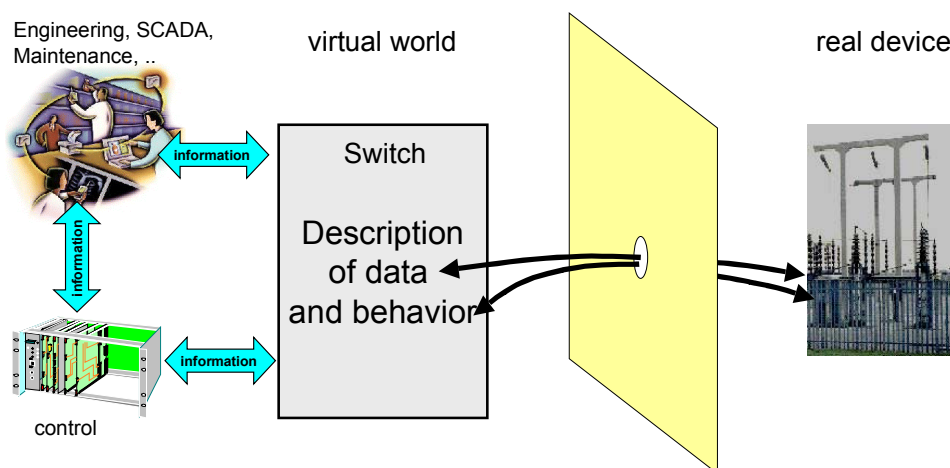 Engineering, SCADA,
Maintenance, ..
virtual world
real device
information
Switch
Description
of data
and behavior
information
information
control